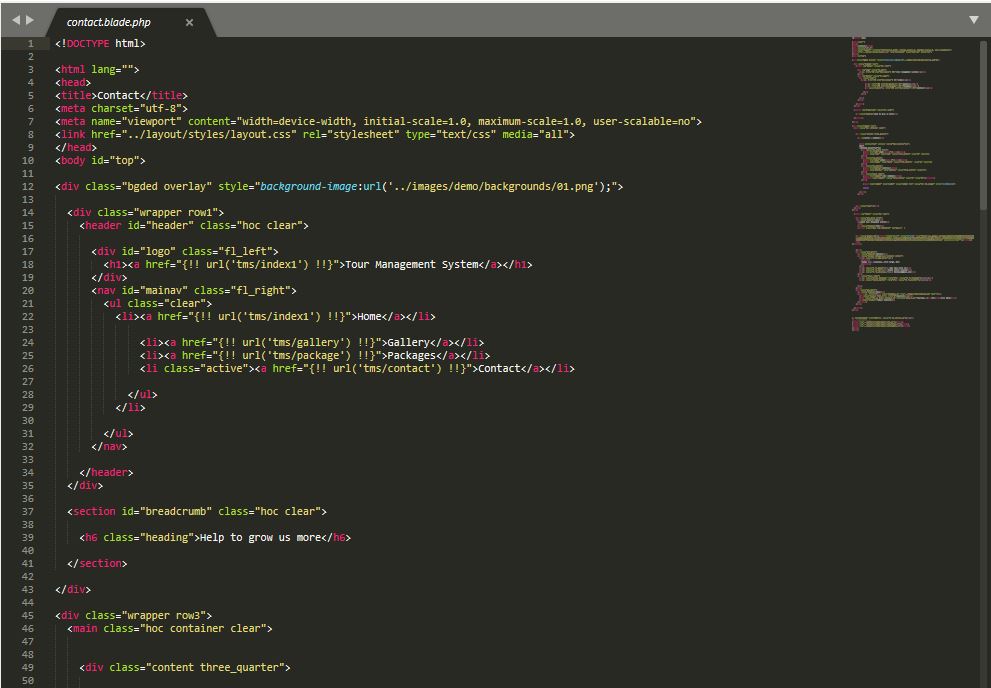 contact.blade.php ×
1 <!DOCTYPE html>
2
3 <html lang="">
4 <head>
5 <title>Contact</title>
6 <meta charset="utf-8">
7 <meta name="viewport" content="width=device-width, initial-scale=1.0, maximum-scale=1.0, user-scalable=no">
8 <link href="../layout/styles/layout.css" rel="stylesheet" type="text/css" media="all">
9 </head>
10 <body id="top">
11
12 <div class="bgded overlay" style="background-image:url('../images/demo/backgrounds/01.png');">
13
14 <div class="wrapper row1">
15 <header id="header" class="hoc clear">
16
17 <div id="logo" class="fl_left">
18 <h1><a href="{!! url('tms/index1') !!}">Tour Management System</a></h1>
19 </div>
20 <nav id="mainav" class="fl_right">
21 <ul class="clear">
22 <li><a href="{!! url('tms/index1') !!}">Home</a></li>
23
24 <li><a href="{!! url('tms/gallery') !!}">Gallery</a></li>
25 <li><a href="{!! url('tms/package') !!}">Packages</a></li>
26 <li class="active"><a href="{!! url('tms/contact') !!}">Contact</a></li>
27
28 </ul>
29 </li>
30
31 </ul>
32 </nav>
33
34 </header>
35 </div>
36
37 <section id="breadcrumb" class="hoc clear">
38
39 <h6 class="heading">Help to grow us more</h6>
40
41 </section>
42
43 </div>
44
45 <div class="wrapper row3">
46 <main class="hoc container clear">
47
48
49 <div class="content three_quarter">
50